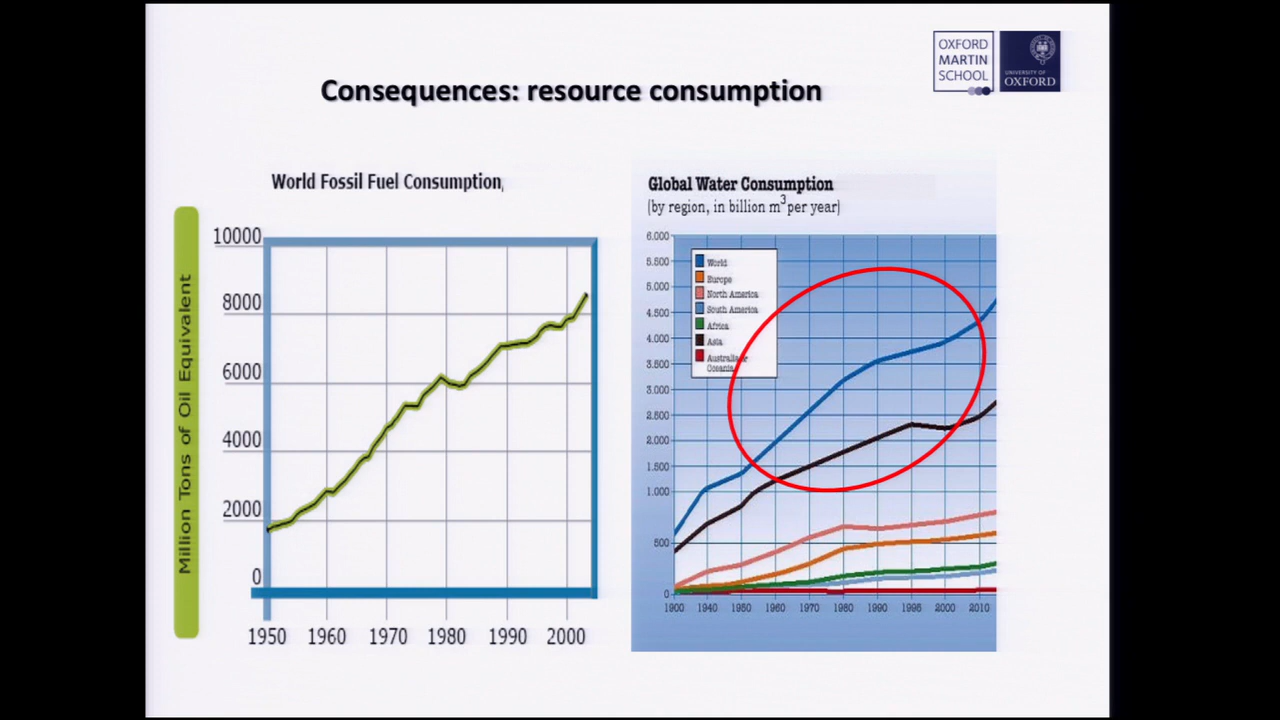 OXFORD
MARTIN
SCHOOL
UNIVERSITY OF
OXFORD
Consequences: resource consumption
World Fossil Fuel Consumption,
Million Tons of Oil Equivalent
10000
8000
6000
4000
2000
0
1950 1960 1970 1980 1990 2000
Global Water Consumption
(by region, in billion m3 per year)
6.000
5.500
5.000
4.500
4.000
3.500
3.000
2.500
2.000
1.500
1.000
500
0
World
Europe
North America
South America
Africa
Asia
Australia or
Oceania
1900 1940 1950 1960 1970 1980 1990 1995 2000 2010